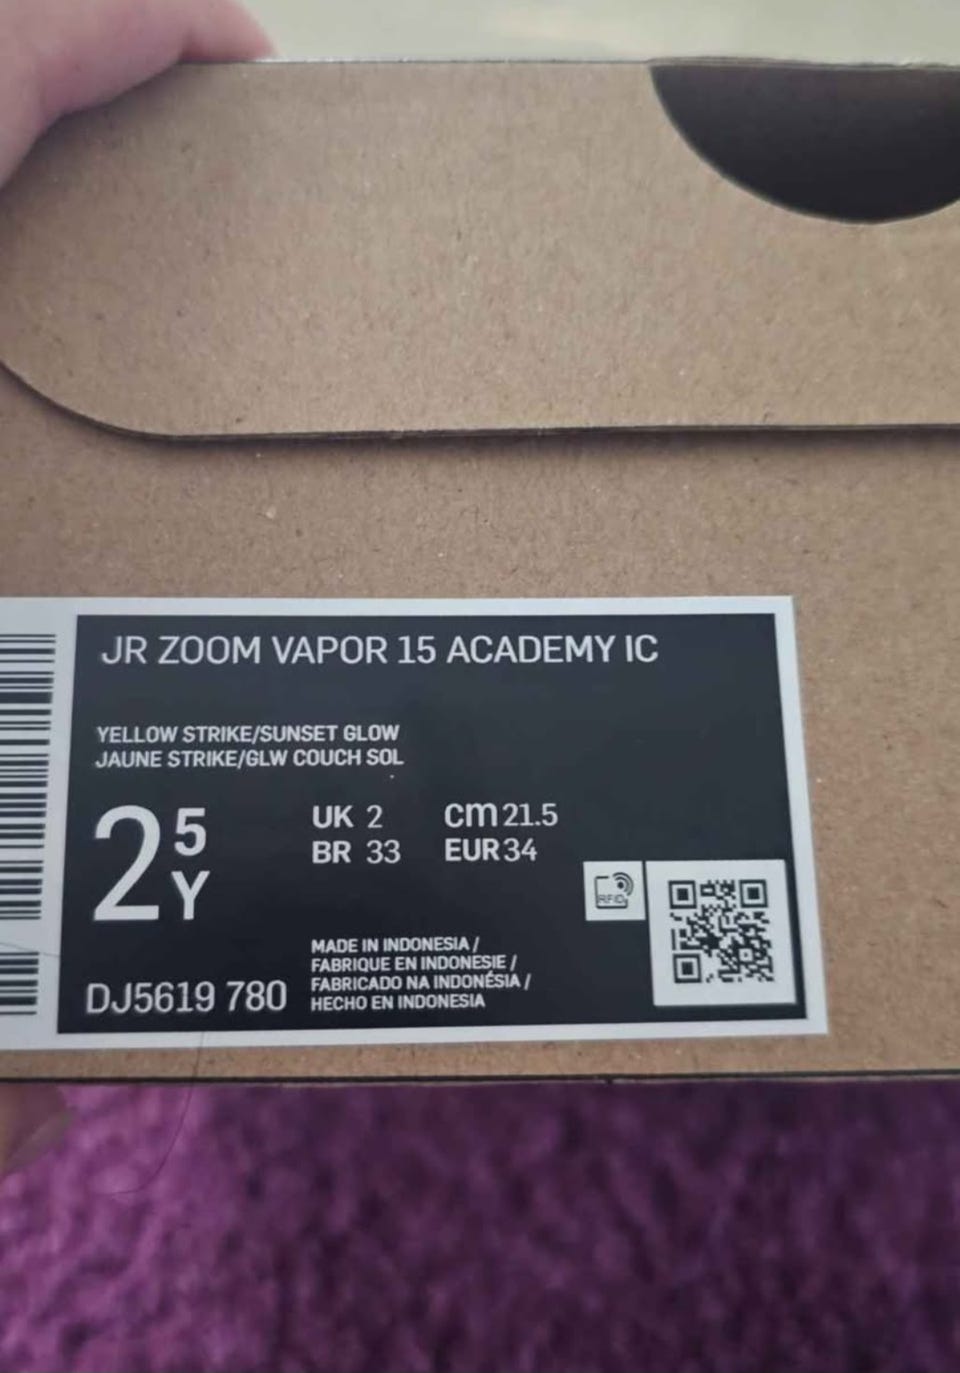 JR ZOOM VAPOR 15 ACADEMY IC
YELLOW STRIKE/SUNSET GLOW
JAUNE STRIKE/GLW COUCH SOL
2 5 Y
UK 2 cm 21.5
BR 33 EUR 34
RFID
MADE IN INDONESIA /
FABRIQUE EN INDONESIE /
FABRICADO NA INDONÉSIA /
HECHO EN INDONESIA
DJ5619 780